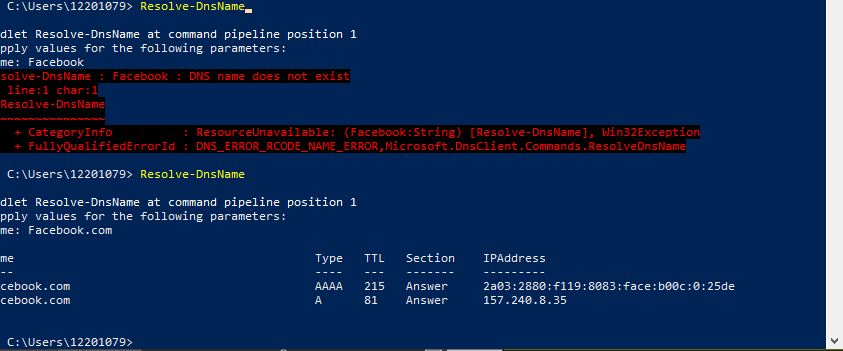 C:\Users\12201079> Resolve-DnsName
dlet Resolve-DnsName at command pipeline position 1
pply values for the following parameters:
me: Facebook
solve-DnsName : Facebook : DNS name does not exist
line:1 char:1
Resolve-DnsName
~~~~~~~~~~~~~~~
+ CategoryInfo : ResourceUnavailable: (Facebook:String) [Resolve-DnsName], Win32Exception
+ FullyQualifiedErrorId : DNS_ERROR_RCODE_NAME_ERROR,Microsoft.DnsClient.Commands.ResolveDnsName
C:\Users\12201079> Resolve-DnsName
dlet Resolve-DnsName at command pipeline position 1
pply values for the following parameters:
me: Facebook.com
me Type TTL Section IPAddress
-- ---- --- ------- ---------
cebook.com AAAA 215 Answer 2a03:2880:f119:8083:face:b00c:0:25de
cebook.com A 81 Answer 157.240.8.35
C:\Users\12201079>